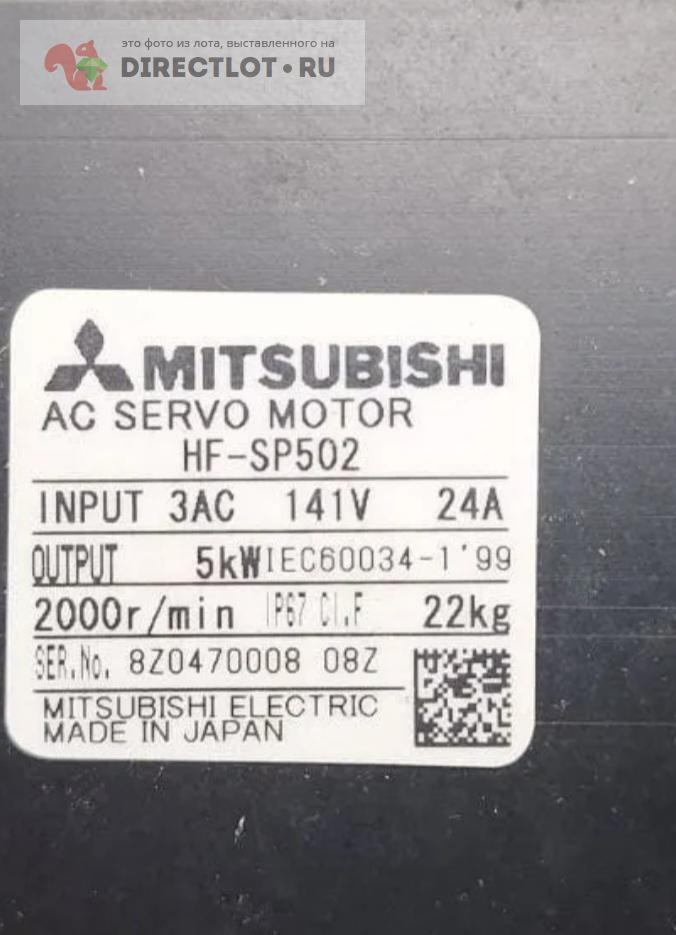 это фото из лота, выставленного на
DIRECTLOT•RU
MITSUBISHI
AC SERVO MOTOR
HF-SP502
INPUT 3AC 141V 24A
OUTPUT 5kW IEC60034-1'99
2000r/min IP67 CI.F 22kg
SER.No. 8Z0470008 08Z
MITSUBISHI ELECTRIC
MADE IN JAPAN